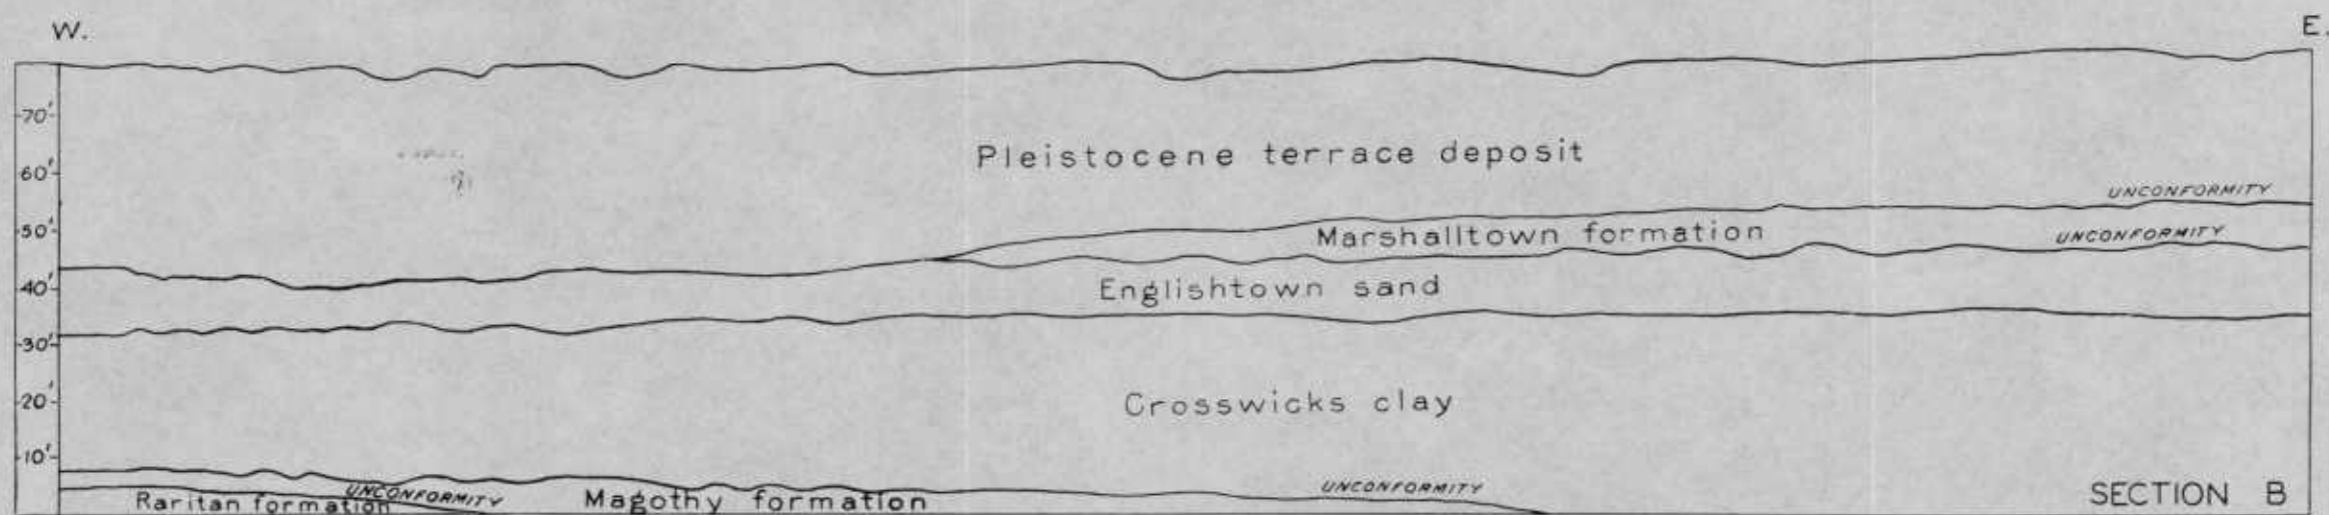 W.
E.
70'
60'
50'
40'
30'
20'
10'
Pleistocene terrace deposit
UNCONFORMITY
Marshalltown formation
UNCONFORMITY
Englishtown sand
Crosswicks clay
UNCONFORMITY
Raritan formation
UNCONFORMITY
Magothy formation
SECTION B